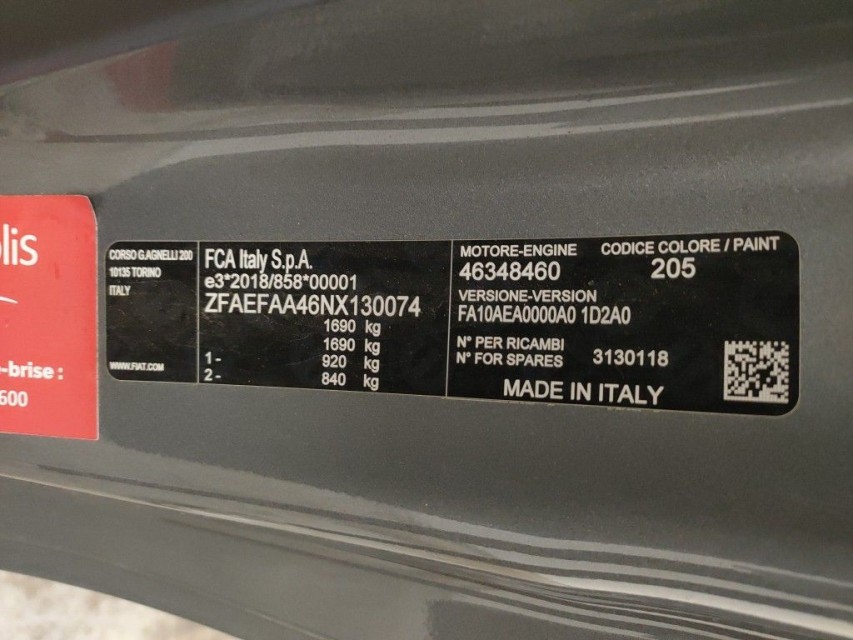 lis
-brise :
600
CORSO G.AGNELLI 200
10135 TORINO
ITALY
WWW.FIAT.COM
FCA Italy S.p.A.
e3*2018/858*00001
ZFAEFAA46NX130074
1690 kg
1690 kg
1- 920 kg
2- 840 kg
MOTORE-ENGINE
46348460
CODICE COLORE / PAINT
205
VERSIONE-VERSION
FA10AEA0000A0 1D2A0
N° PER RICAMBI
N° FOR SPARES 3130118
MADE IN ITALY